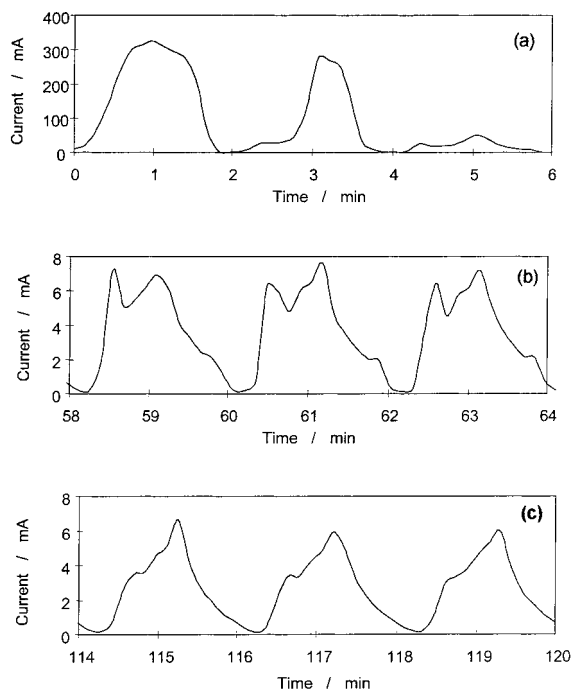 (a)
400
300
200
100
0
Current / mA
0 1 2 3 4 5 6
Time / min
(b)
8
6
4
2
0
Current / mA
58 59 60 61 62 63 64
Time / min
(c)
8
6
4
2
0
Current / mA
114 115 116 117 118 119 120
Time / min